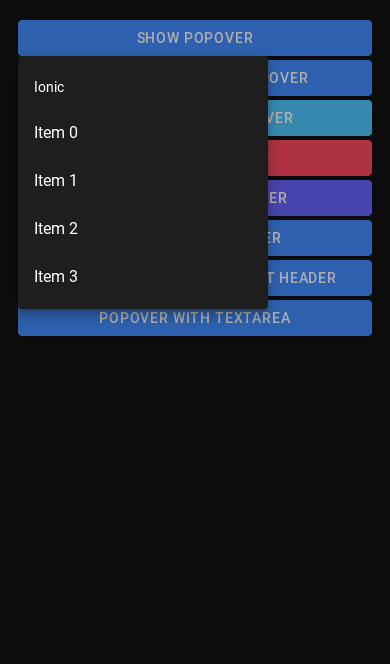 SHOW POPOVER
Ionic
OVER
Item 0
VER
Item 1
Item 2
ER
ER
Item 3
T HEADER
POPOVER WITH TEXTAREA